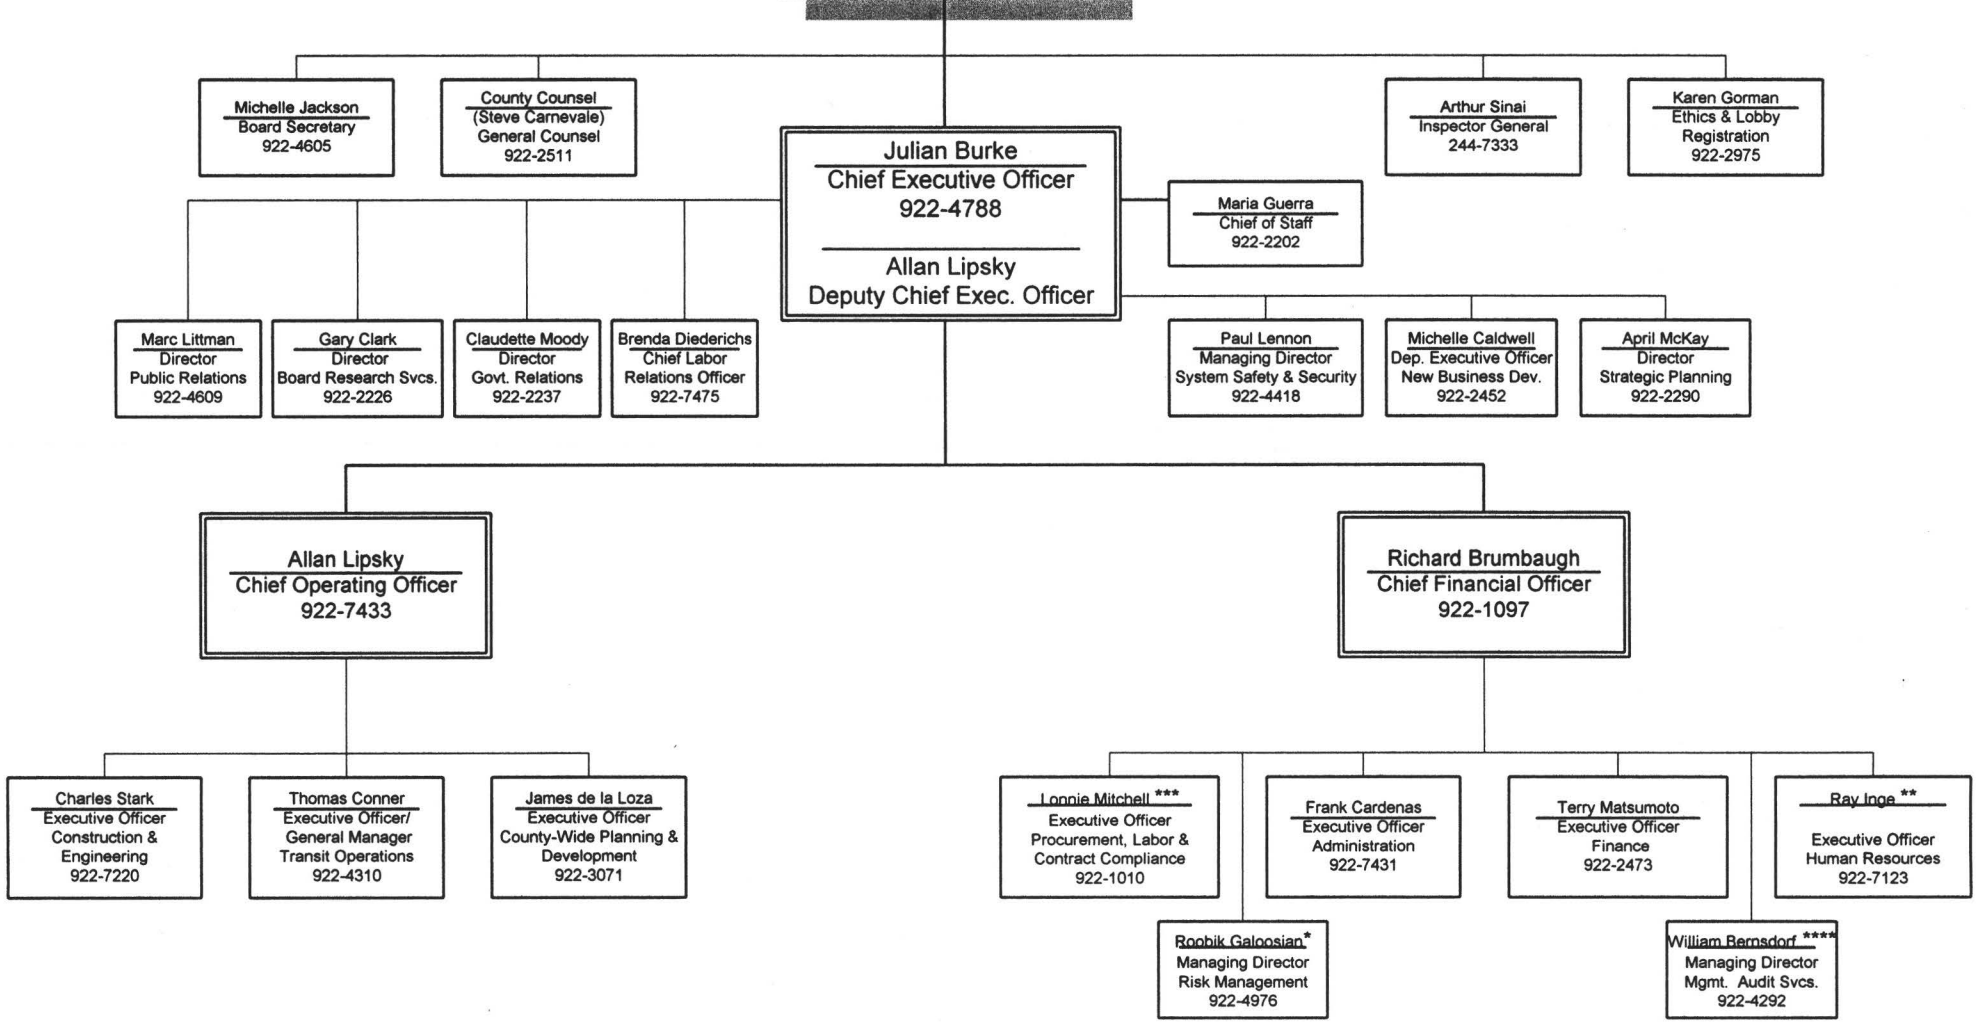 Michelle Jackson
Board Secretary
922-4605
County Counsel
(Steve Carnevale)
General Counsel
922-2511
Arthur Sinai
Inspector General
244-7333
Karen Gorman
Ethics & Lobby
Registration
922-2975
Julian Burke
Chief Executive Officer
922-4788
Allan Lipsky
Deputy Chief Exec. Officer
Maria Guerra
Chief of Staff
922-2202
Marc Littman
Director
Public Relations
922-4609
Gary Clark
Director
Board Research Svcs.
922-2226
Claudette Moody
Director
Govt. Relations
922-2237
Brenda Diederichs
Chief Labor
Relations Officer
922-7475
Paul Lennon
Managing Director
System Safety & Security
922-4418
Michelle Caldwell
Dep. Executive Officer
New Business Dev.
922-2452
April McKay
Director
Strategic Planning
922-2290
Allan Lipsky
Chief Operating Officer
922-7433
Richard Brumbaugh
Chief Financial Officer
922-1097
Charles Stark
Executive Officer
Construction &
Engineering
922-7220
Thomas Conner
Executive Officer/
General Manager
Transit Operations
922-4310
James de la Loza
Executive Officer
County-Wide Planning &
Development
922-3071
Lonnie Mitchell ***
Executive Officer
Procurement, Labor &
Contract Compliance
922-1010
Frank Cardenas
Executive Officer
Administration
922-7431
Terry Matsumoto
Executive Officer
Finance
922-2473
Ray Inge **
Executive Officer
Human Resources
922-7123
Roobik Galoosian*
Managing Director
Risk Management
922-4976
William Bernsdorf ****
Managing Director
Mgmt. Audit Svcs.
922-4292